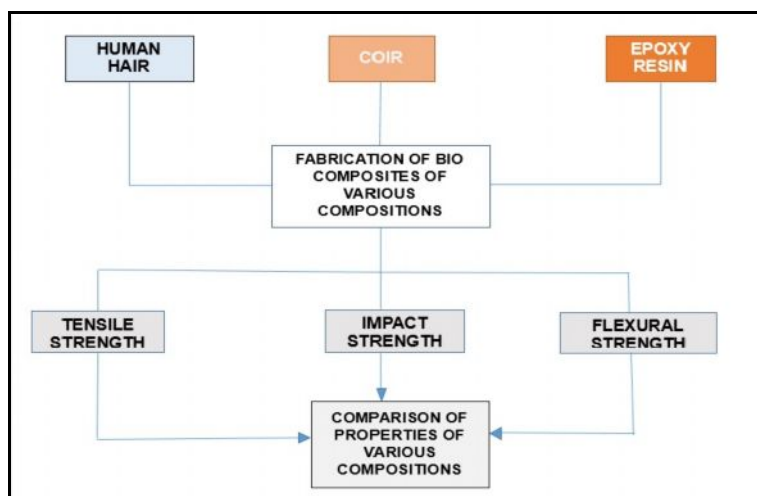 HUMAN
HAIR
COIR
EPOXY
RESIN
FABRICATION OF BIO
COMPOSITES OF
VARIOUS
COMPOSITIONS
TENSILE
STRENGTH
IMPACT
STRENGTH
FLEXURAL
STRENGTH
COMPARISON OF
PROPERTIES OF
VARIOUS
COMPOSITIONS